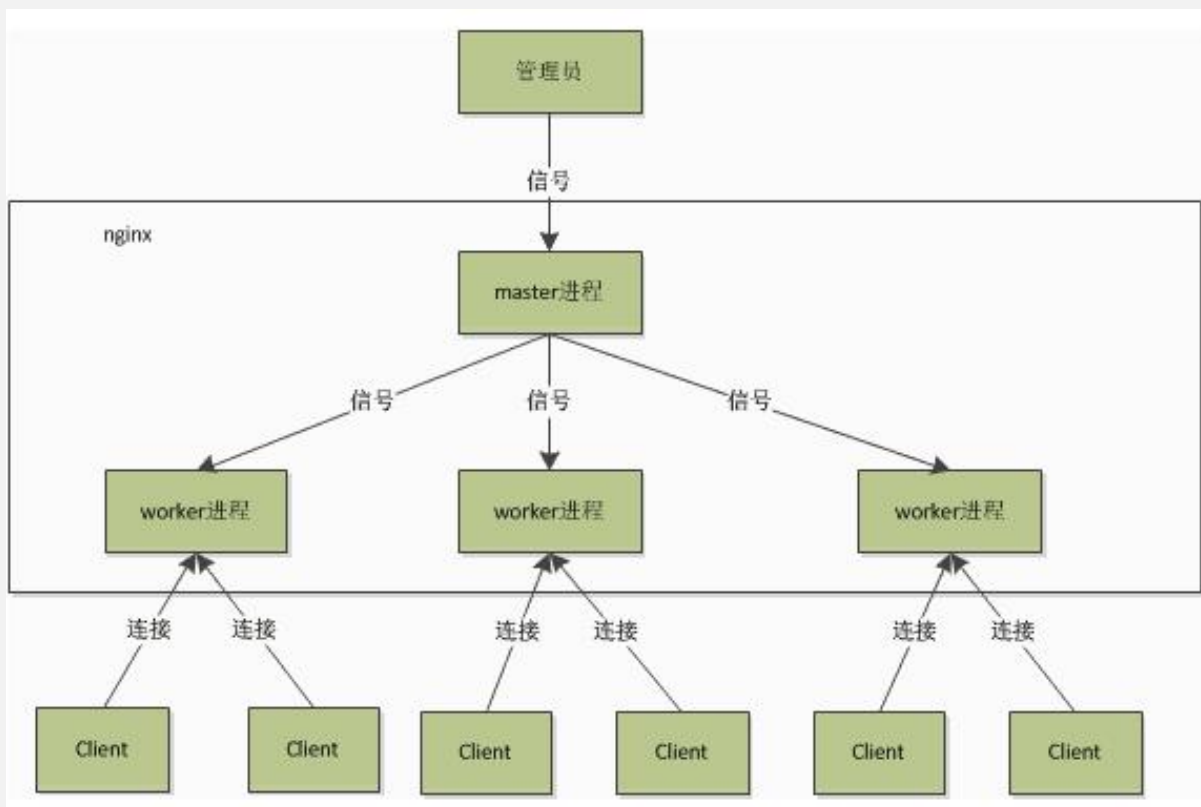 管理员
信号
nginx
master进程
信号
信号
信号
worker进程
worker进程
worker进程
连接
连接
连接
连接
连接
连接
Client
Client
Client
Client
Client
Client